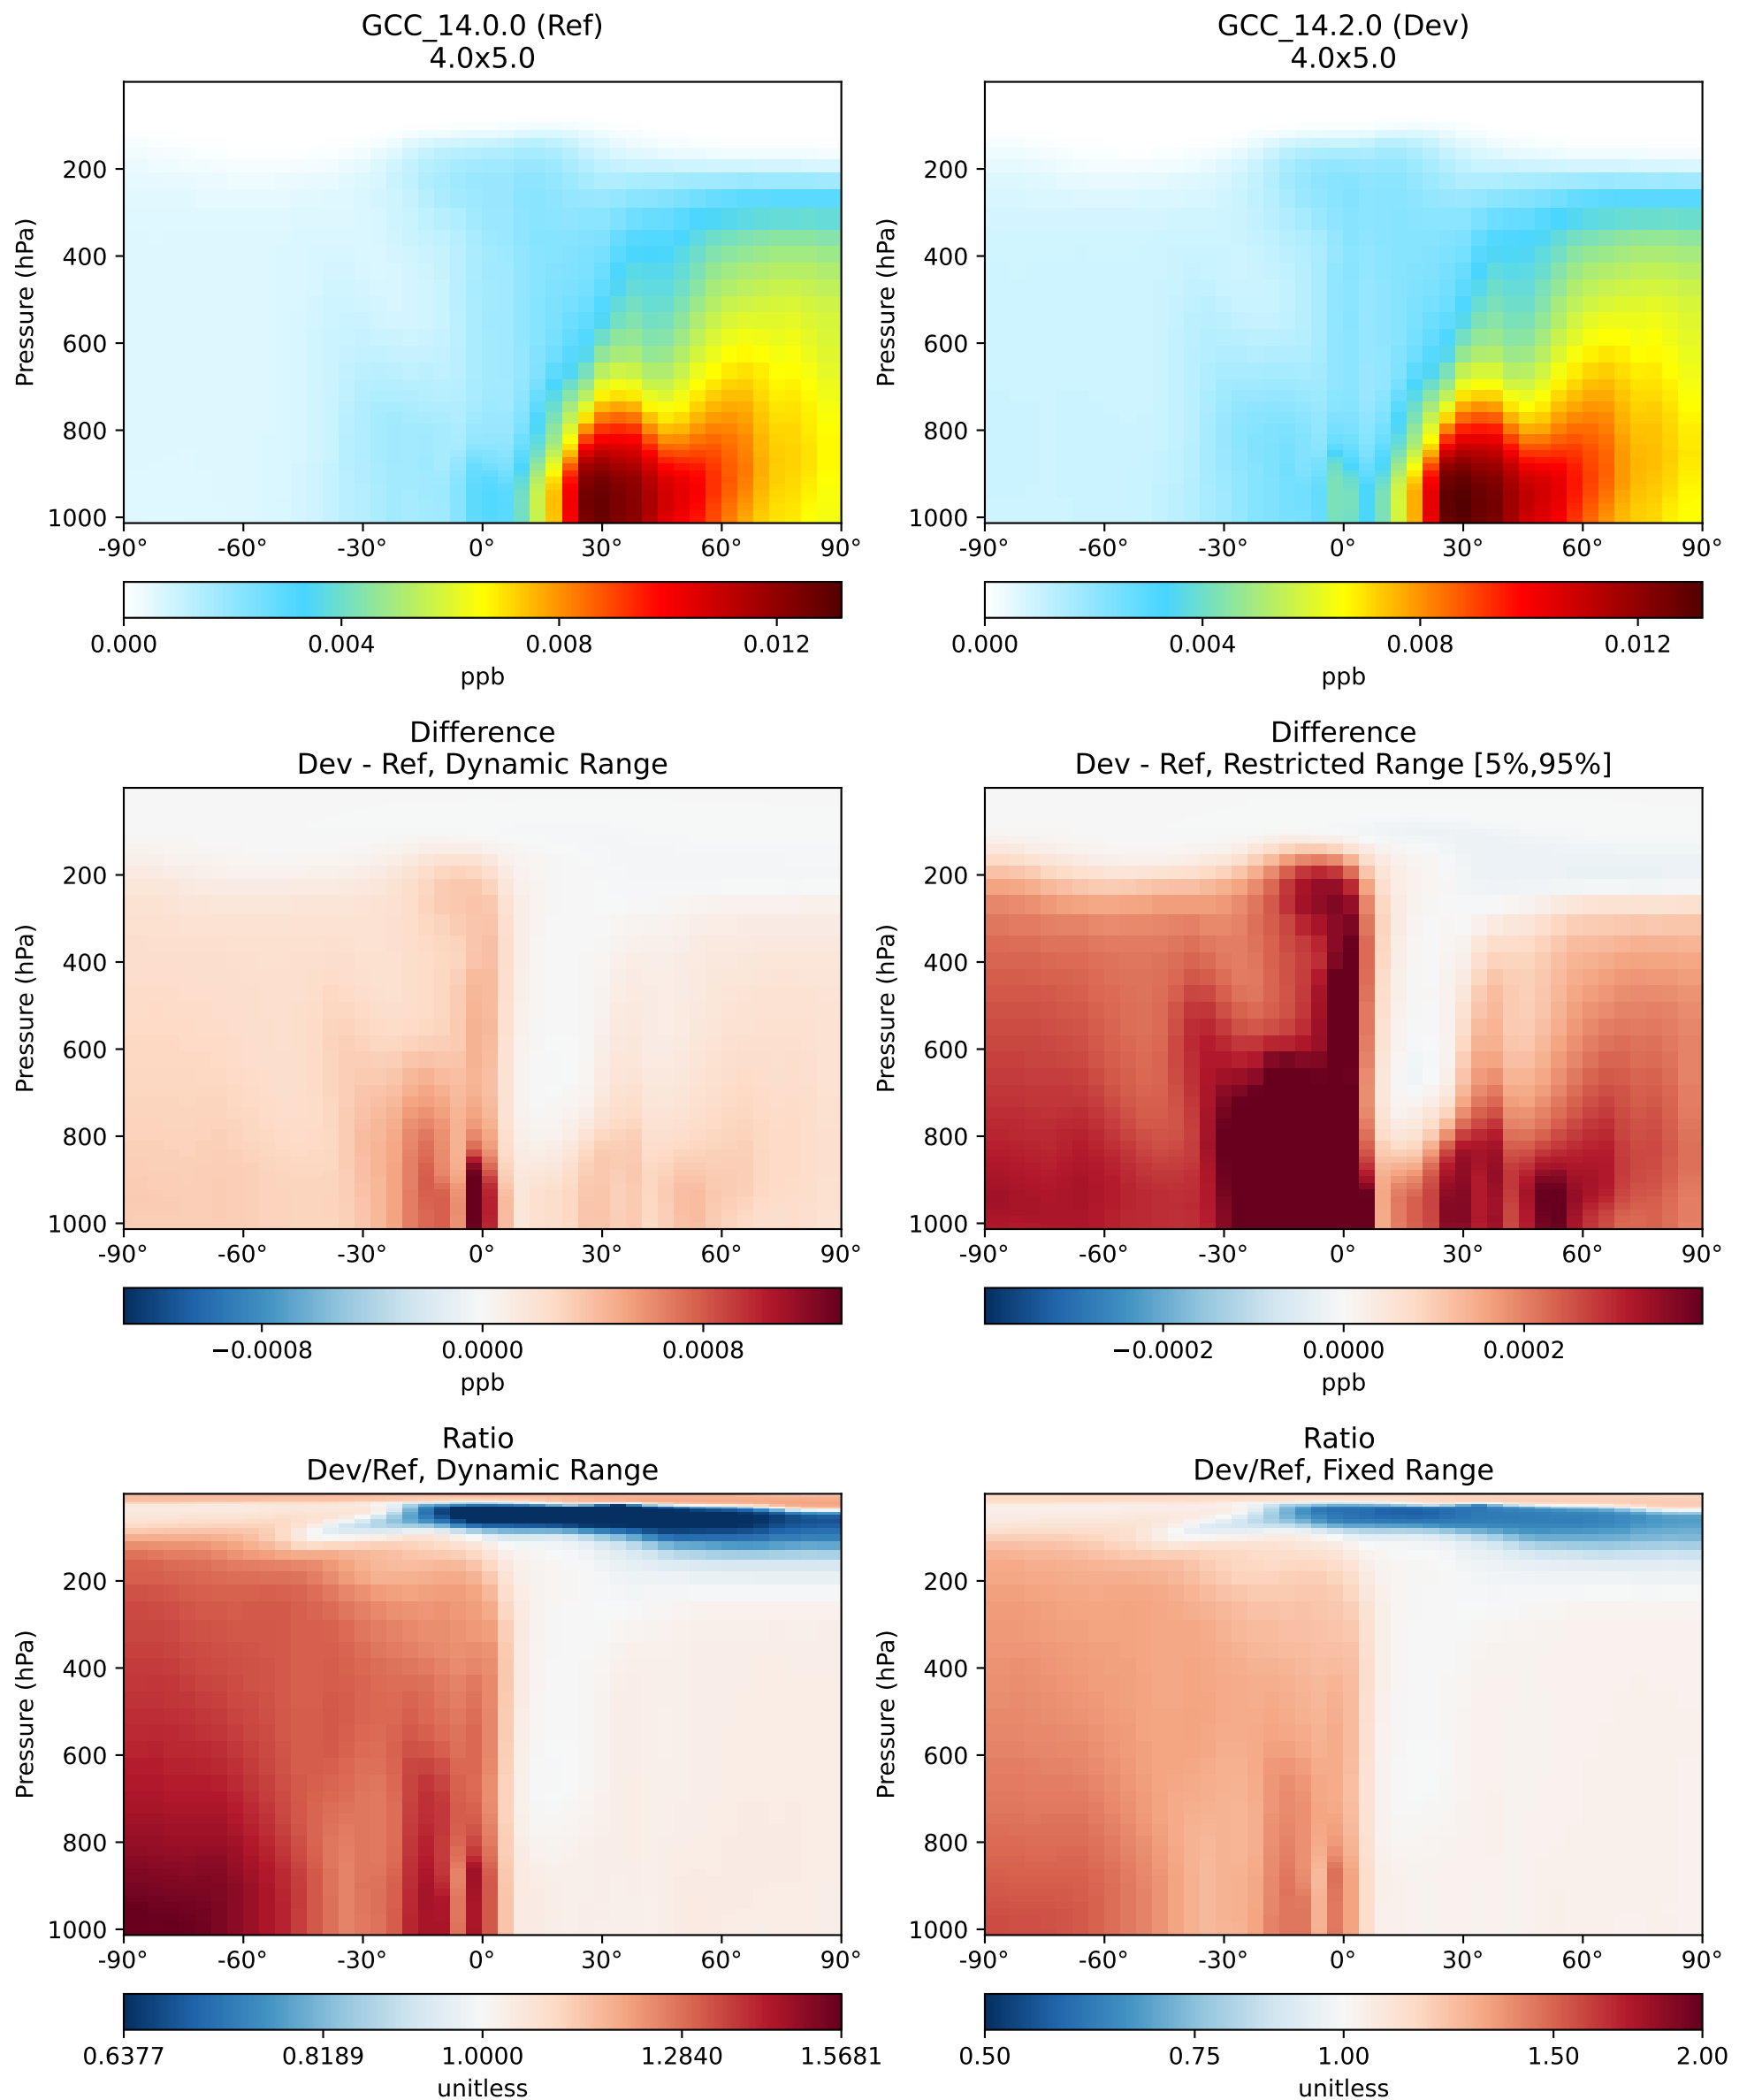 GCC_14.0.0 (Ref)
4.0x5.0
Pressure (hPa)
200
400
600
800
1000
-90° -60° -30° 0° 30° 60° 90°
0.000 0.004 0.008 0.012
ppb
GCC_14.2.0 (Dev)
4.0x5.0
Pressure (hPa)
200
400
600
800
1000
-90° -60° -30° 0° 30° 60° 90°
0.000 0.004 0.008 0.012
ppb
Difference
Dev - Ref, Dynamic Range
Pressure (hPa)
200
400
600
800
1000
-90° -60° -30° 0° 30° 60° 90°
−0.0008 0.0000 0.0008
ppb
Difference
Dev - Ref, Restricted Range [5%,95%]
Pressure (hPa)
200
400
600
800
1000
-90° -60° -30° 0° 30° 60° 90°
−0.0002 0.0000 0.0002
ppb
Ratio
Dev/Ref, Dynamic Range
Pressure (hPa)
200
400
600
800
1000
-90° -60° -30° 0° 30° 60° 90°
0.6377 0.8189 1.0000 1.2840 1.5681
unitless
Ratio
Dev/Ref, Fixed Range
Pressure (hPa)
200
400
600
800
1000
-90° -60° -30° 0° 30° 60° 90°
0.50 0.75 1.00 1.50 2.00
unitless